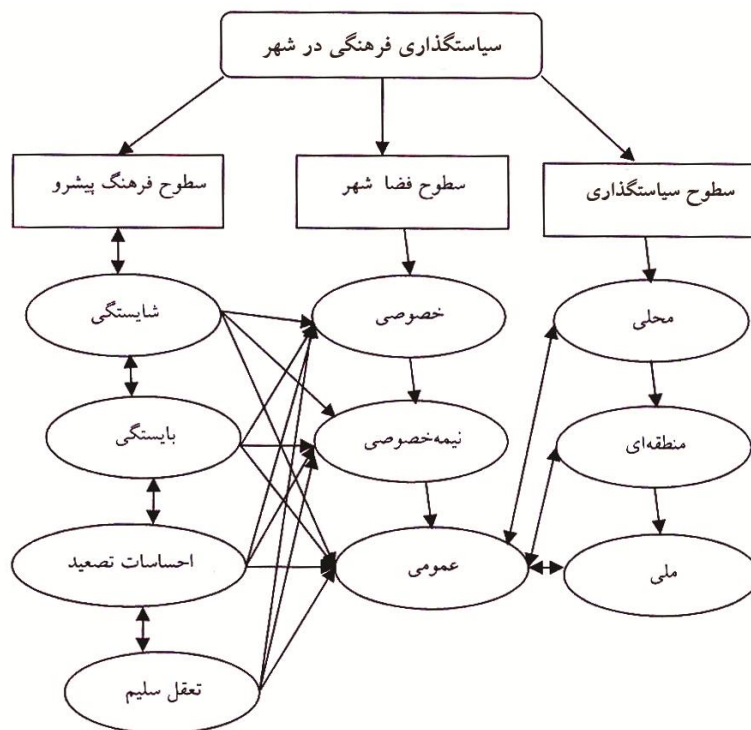 سیاستگذاری فرهنگی در شهر
سطوح سیاستگذاری
سطوح فضا شهر
سطوح فرهنگ پیشرو
محلی
خصوصی
شایستگی
منطقه‌ای
نیمه‌خصوصی
بایستگی
ملی
عمومی
احساسات تصعید
تعقل سلیم